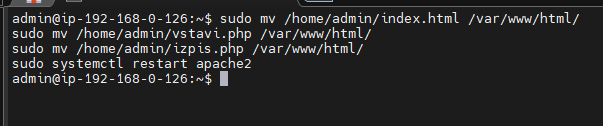 admin@ip-192-168-0-126:~$ sudo mv /home/admin/index.html /var/www/html/
sudo mv /home/admin/vstavi.php /var/www/html/
sudo mv /home/admin/izpis.php /var/www/html/
sudo systemctl restart apache2
admin@ip-192-168-0-126:~$